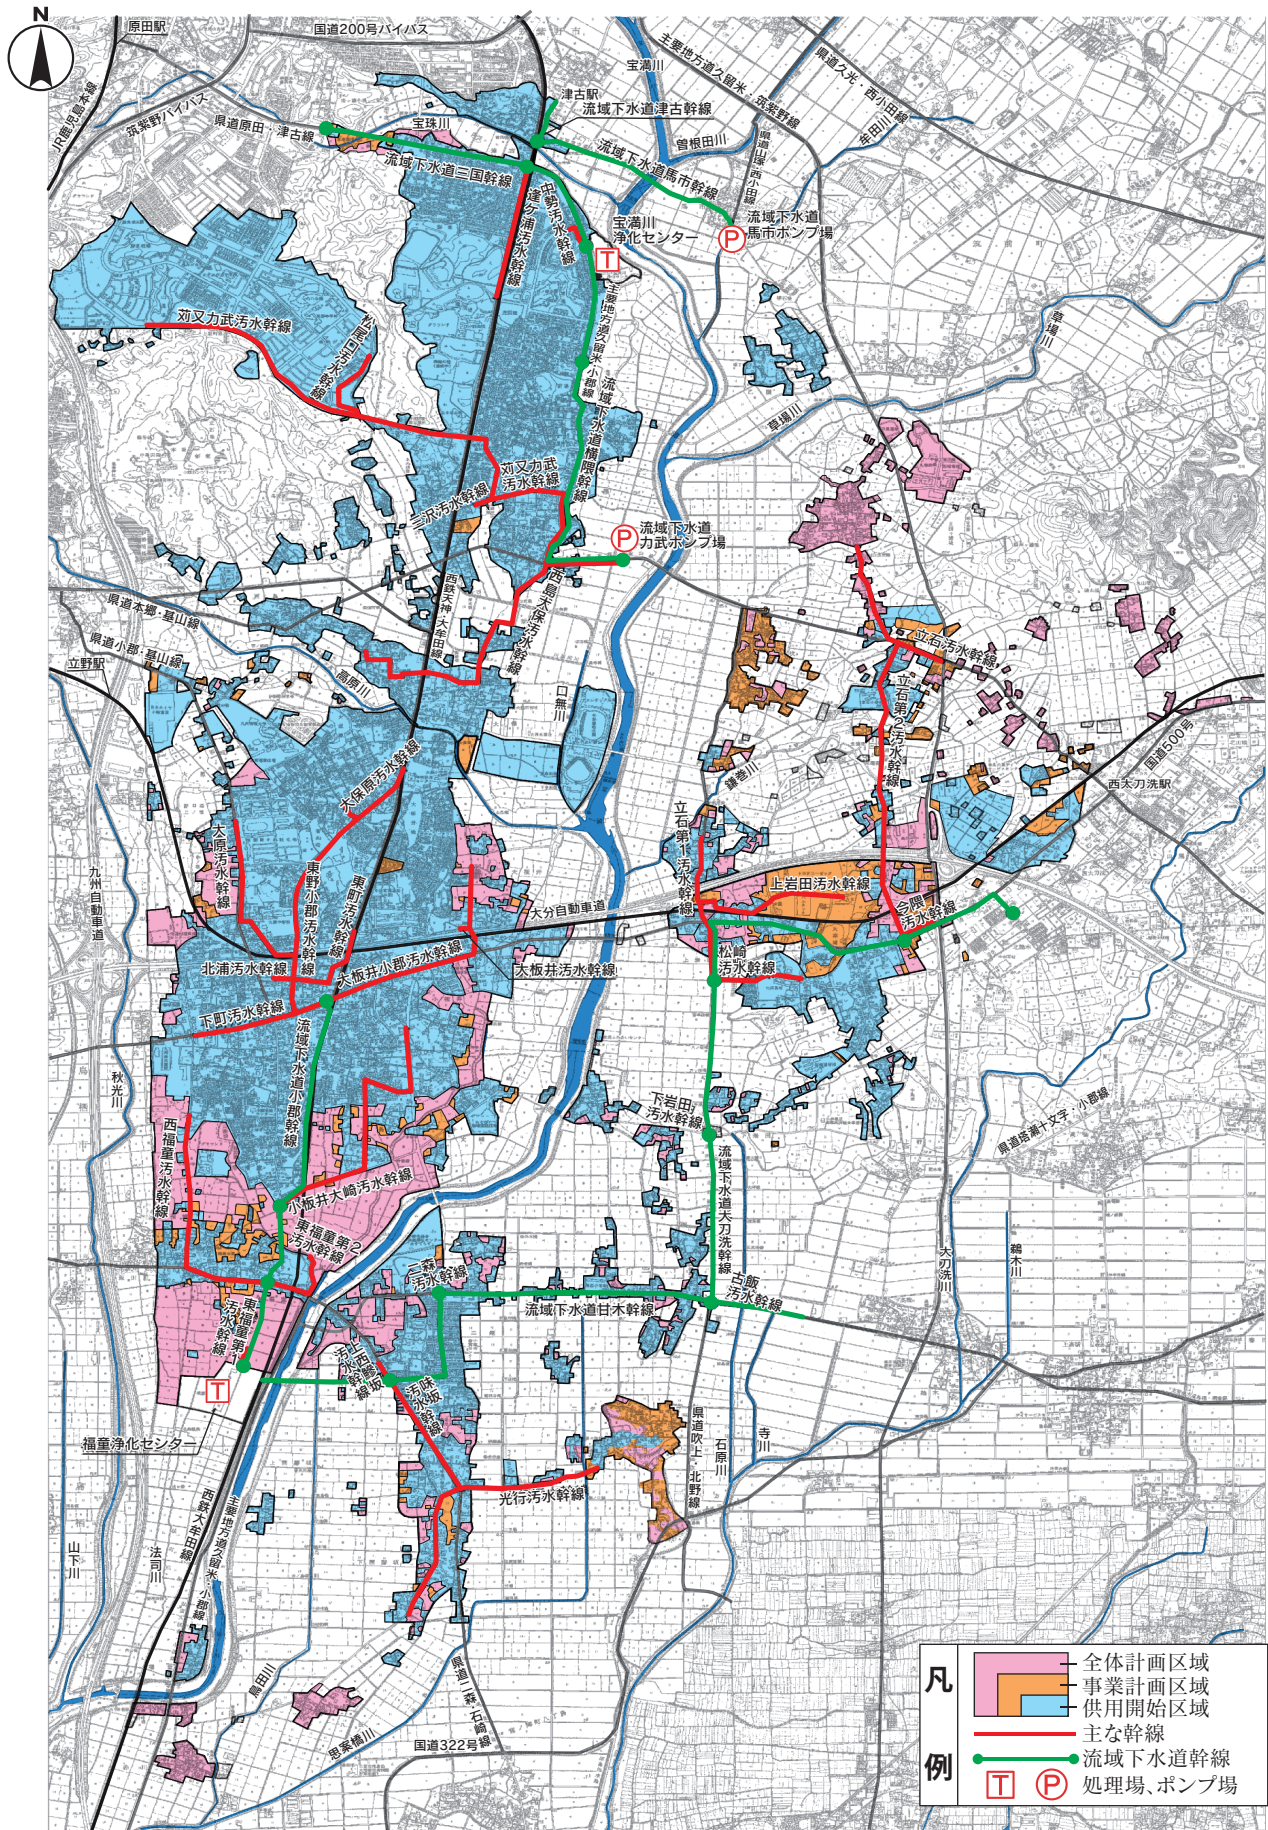 N
原田駅
国道200号バイパス
JR鹿児島本線
筑紫野バイパス
県道原田・津古線
宝珠川
津古駅
流域下水道津古幹線
宝満川
主要地方道久留米・筑紫野線
県道久光・西小田線
牟田川
曽根田川
県道山塚・西小田線
流域下水道三国幹線
流域下水道馬市幹線
中勢汚水幹線
逢ケ浦汚水幹線
宝満川
浄化センター
T
流域下水道
馬市ポンプ場
P
主要地方道久留米・小郡線
苅又力武汚水幹線
松尾口汚水幹線
草場川
草場川
流域下水道横隈幹線
苅又力武
汚水幹線
三沢汚水幹線
P
流域下水道
力武ポンプ場
西鉄天神・大牟田線
西島大保汚水幹線
県道本郷・基山線
県道小郡・基山線
立野駅
高原川
口無川
立石汚水幹線
立石第2汚水幹線
国道500号
西太刀洗駅
鎌巻川
大保原汚水幹線
大原汚水幹線
東野小郡汚水幹線
東町汚水幹線
立石第1汚水幹線
上岩田汚水幹線
今隈
汚水幹線
九州自動車道
大分自動車道
松崎
汚水幹線
北浦汚水幹線
大板井小郡汚水幹線
大板井汚水幹線
下町汚水幹線
流域下水道小郡幹線
秋光川
下岩田
汚水幹線
県道塔瀬十文字・小郡線
西福童汚水幹線
小板井大崎汚水幹線
流域下水道大刀洗幹線
東福童第2
汚水幹線
二森
汚水幹線
大刀洗川
鵜木川
古飯
汚水幹線
流域下水道甘木幹線
東福童第1
汚水幹線
上西鯵坂
汚水幹線
味坂
汚水幹線
T
福童浄化センター
県道吹上・北野線
石原川
寺川
光行汚水幹線
西鉄大牟田線
主要地方道久留米・小郡線
山下川
法司川
鳥田川
思案橋川
県道二森・石崎線
国道322号
凡例
全体計画区域
事業計画区域
供用開始区域
主な幹線
流域下水道幹線
T P 処理場、ポンプ場